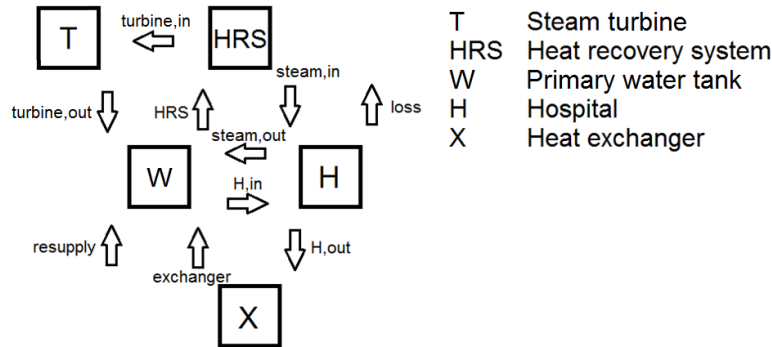 turbine,in
T
HRS
steam,in
turbine,out
HRS
loss
steam,out
W
H,in
H
resupply
H,out
exchanger
X
T Steam turbine
HRS Heat recovery system
W Primary water tank
H Hospital
X Heat exchanger